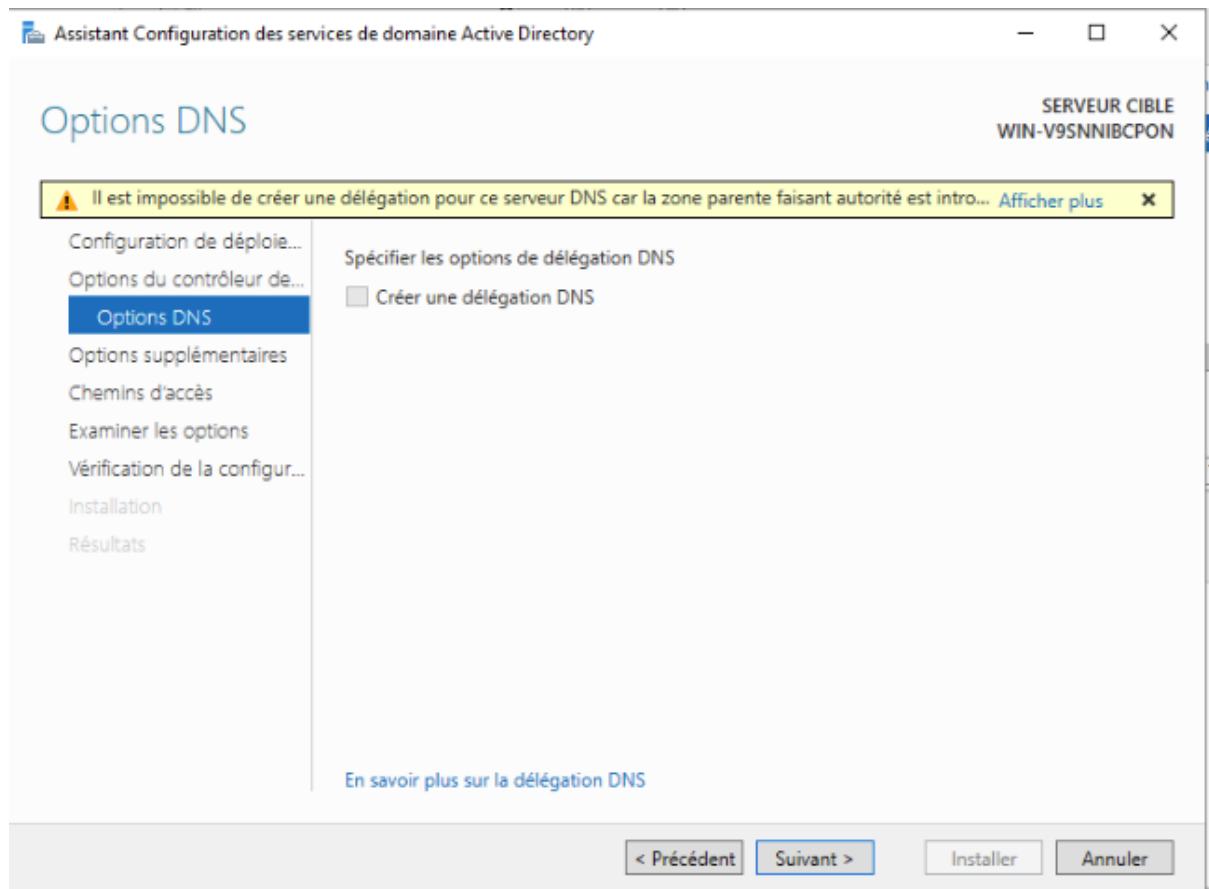 Assistant Configuration des services de domaine Active Directory
Options DNS
SERVEUR CIBLE
WIN-V9SNNIBCPON
Il est impossible de créer une délégation pour ce serveur DNS car la zone parente faisant autorité est intro... Afficher plus
Configuration de déploie...
Options du contrôleur de...
Options DNS
Options supplémentaires
Chemins d'accès
Examiner les options
Vérification de la configur...
Installation
Résultats
Spécifier les options de délégation DNS
Créer une délégation DNS
En savoir plus sur la délégation DNS
< Précédent
Suivant >
Installer
Annuler